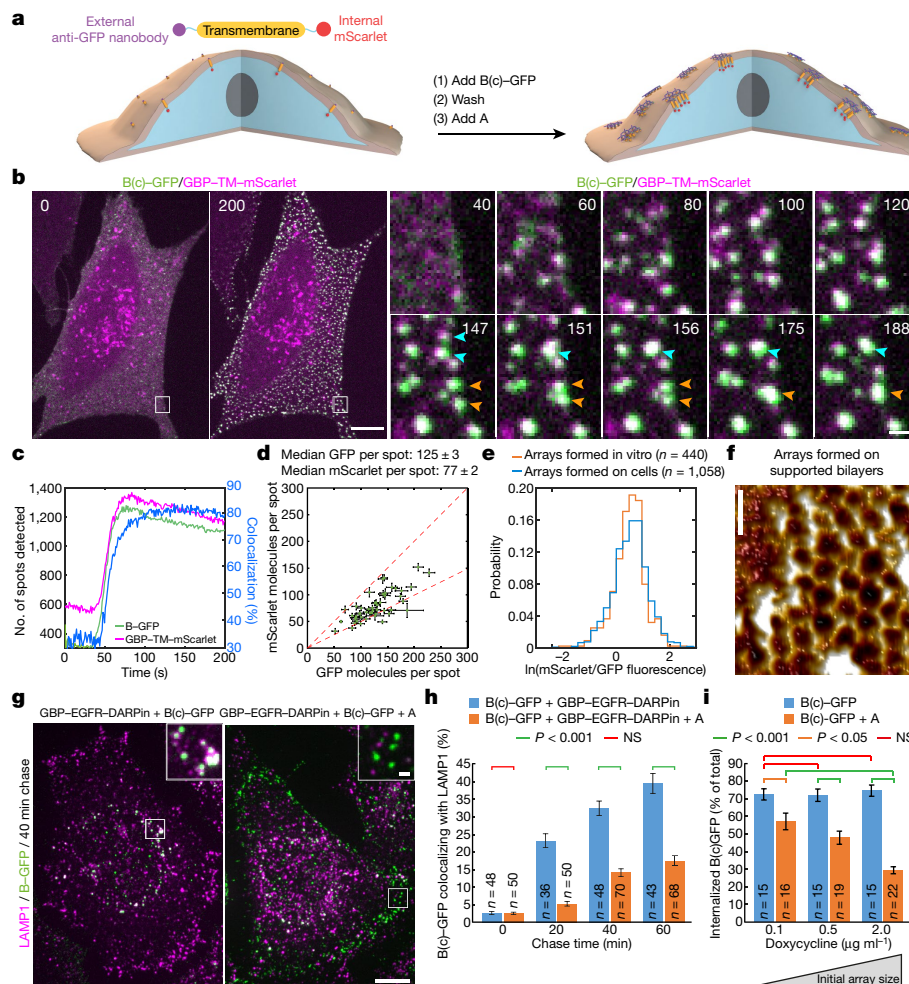 a
External
anti-GFP nanobody
Transmembrane
Internal
mScarlet
(1) Add B(c)–GFP
(2) Wash
(3) Add A
b
B(c)–GFP/GBP–TM–mScarlet
B(c)–GFP/GBP–TM–mScarlet
0
200
40
60
80
100
120
147
151
156
175
188
c
No. of spots detected
1,400
1,200
1,000
800
600
400
90
80
70
60
50
40
30
Colocalization (%)
B–GFP
GBP–TM–mScarlet
0 50 100 150 200
Time (s)
d
Median GFP per spot: 125 ± 3
Median mScarlet per spot: 77 ± 2
mScarlet molecules per spot
300
250
200
150
100
50
0
0 50 100 150 200 250 300
GFP molecules per spot
e
Arrays formed in vitro (n = 440)
Arrays formed on cells (n = 1,058)
Probability
0.20
0.16
0.12
0.08
0.04
0
–2 0 2
ln(mScarlet/GFP fluorescence)
f
Arrays formed on
supported bilayers
g
GBP–EGFR–DARPin + B(c)–GFP
GBP–EGFR–DARPin + B(c)–GFP + A
LAMP1 / B–GFP / 40 min chase
h
B(c)–GFP + GBP–EGFR–DARPin
B(c)–GFP + GBP–EGFR–DARPin + A
P < 0.001
NS
B(c)–GFP colocalizing with LAMP1 (%)
45
40
35
30
25
20
15
10
5
0
n = 48
n = 50
n = 36
n = 50
n = 48
n = 70
n = 43
n = 68
0 20 40 60
Chase time (min)
i
B(c)–GFP
B(c)–GFP + A
P < 0.001
P < 0.05
NS
Internalized B(c)GFP (% of total)
90
80
70
60
50
40
30
20
10
0
n = 15
n = 16
n = 15
n = 19
n = 15
n = 22
0.1 0.5 2.0
Doxycycline (μg ml⁻¹)
Initial array size